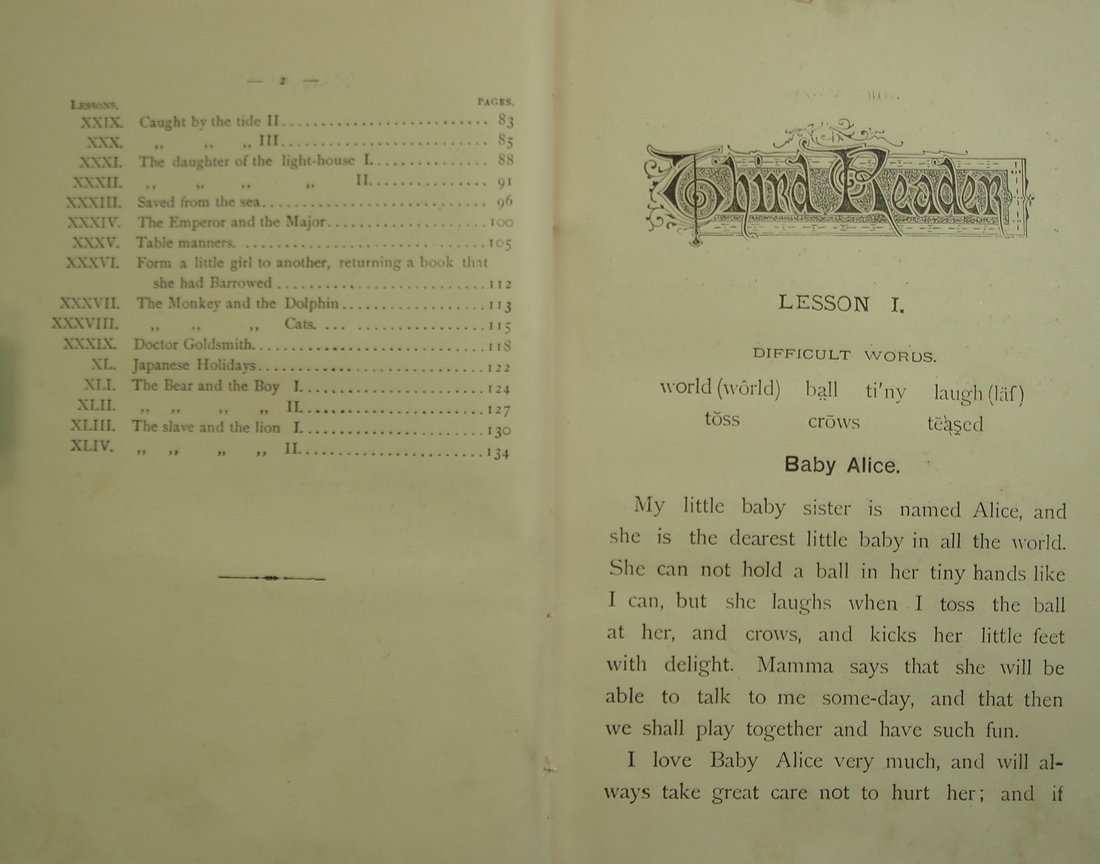 — 2 —
LESSONS. PAGES.
XXIX. Caught by the tide II.......................... 83
XXX. „ „ „ III........................... 85
XXXI. The daughter of the light-house I............... 88
XXXII. „ „ „ „ II................ 91
XXXIII. Saved from the sea............................ 96
XXXIV. The Emperor and the Major.....................100
XXXV. Table manners. ..............................105
XXXVI. Form a little girl to another, returning a book that
she had Barrowed ..........................112
XXXVII. The Monkey and the Dolphin...................113
XXXVIII. „ „ „ Cats. ... .................115
XXXIX. Doctor Goldsmith.............................118
XL. Japanese Holidays............................122
XLI. The Bear and the Boy I.......................124
XLII. „ „ „ „ II.......................127
XLIII. The slave and the lion I.......................130
XLIV. „ „ „ „ II.......................134
Third Reader
LESSON I.
DIFFICULT WORDS.
world (wôrld) ba̤ll tī'ny laugh (läf)
tŏss crōws tēa̍s̱ed
Baby Alice.
My little baby sister is named Alice, and
she is the dearest little baby in all the world.
She can not hold a ball in her tiny hands like
I can, but she laughs when I toss the ball
at her, and crows, and kicks her little feet
with delight. Mamma says that she will be
able to talk to me some-day, and that then
we shall play together and have such fun.
I love Baby Alice very much, and will al-
ways take great care not to hurt her; and if